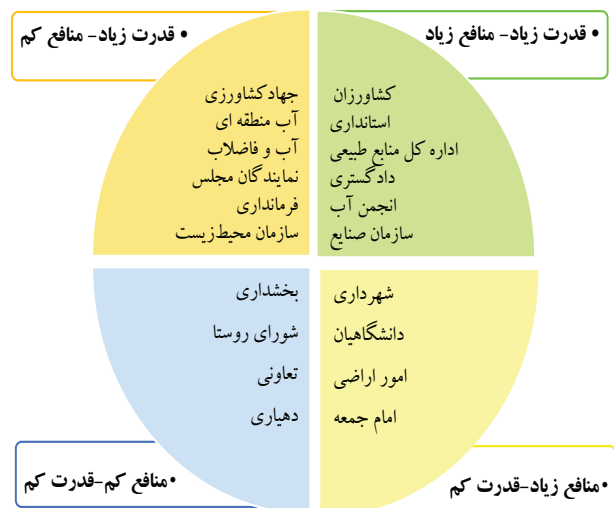 • قدرت زیاد- منافع زیاد
کشاورزان
استانداری
اداره کل منابع طبیعی
دادگستری
انجمن آب
سازمان صنایع
• قدرت زیاد- منافع کم
جهادکشاورزی
آب منطقه ای
آب و فاضلاب
نمایندگان مجلس
فرمانداری
سازمان محیط‌زیست
شهرداری
دانشگاهیان
امور اراضی
امام جمعه
•منافع زیاد-قدرت کم
بخشداری
شورای روستا
تعاونی
دهیاری
•منافع کم-قدرت کم